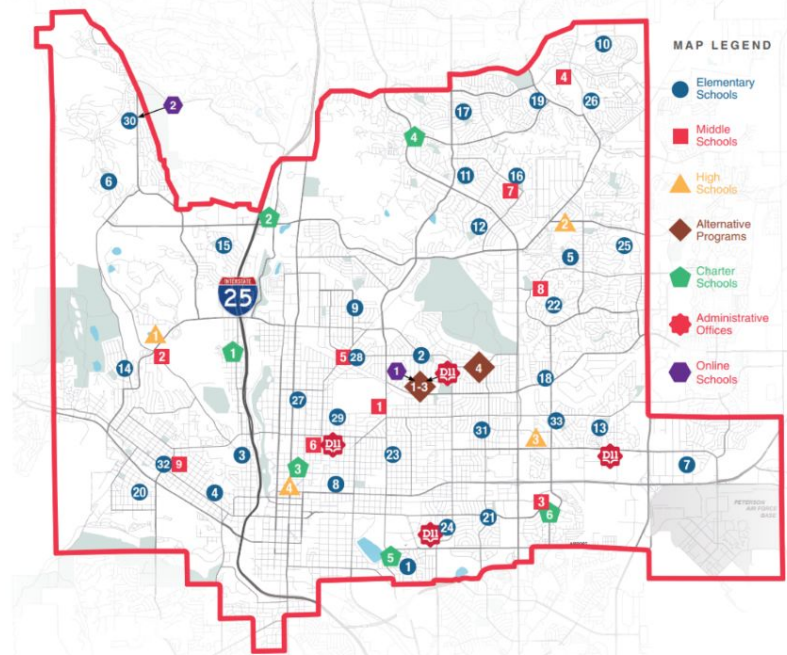 10
4
19
26
17
2
30
4
11
16
7
6
2
2
12
15
25
5
INTERSTATE
25
8
22
9
1
2
5
28
1
2
14
1
D11
4
1-3
18
27
1
29
33
13
31
3
6
D11
3
23
D11
32
9
3
7
20
4
4
8
3
6
21
D11
24
5
1
PETERSON
AIR FORCE
BASE
MAP LEGEND
Elementary
Schools
Middle
Schools
High
Schools
Alternative
Programs
Charter
Schools
Administrative
Offices
Online
Schools